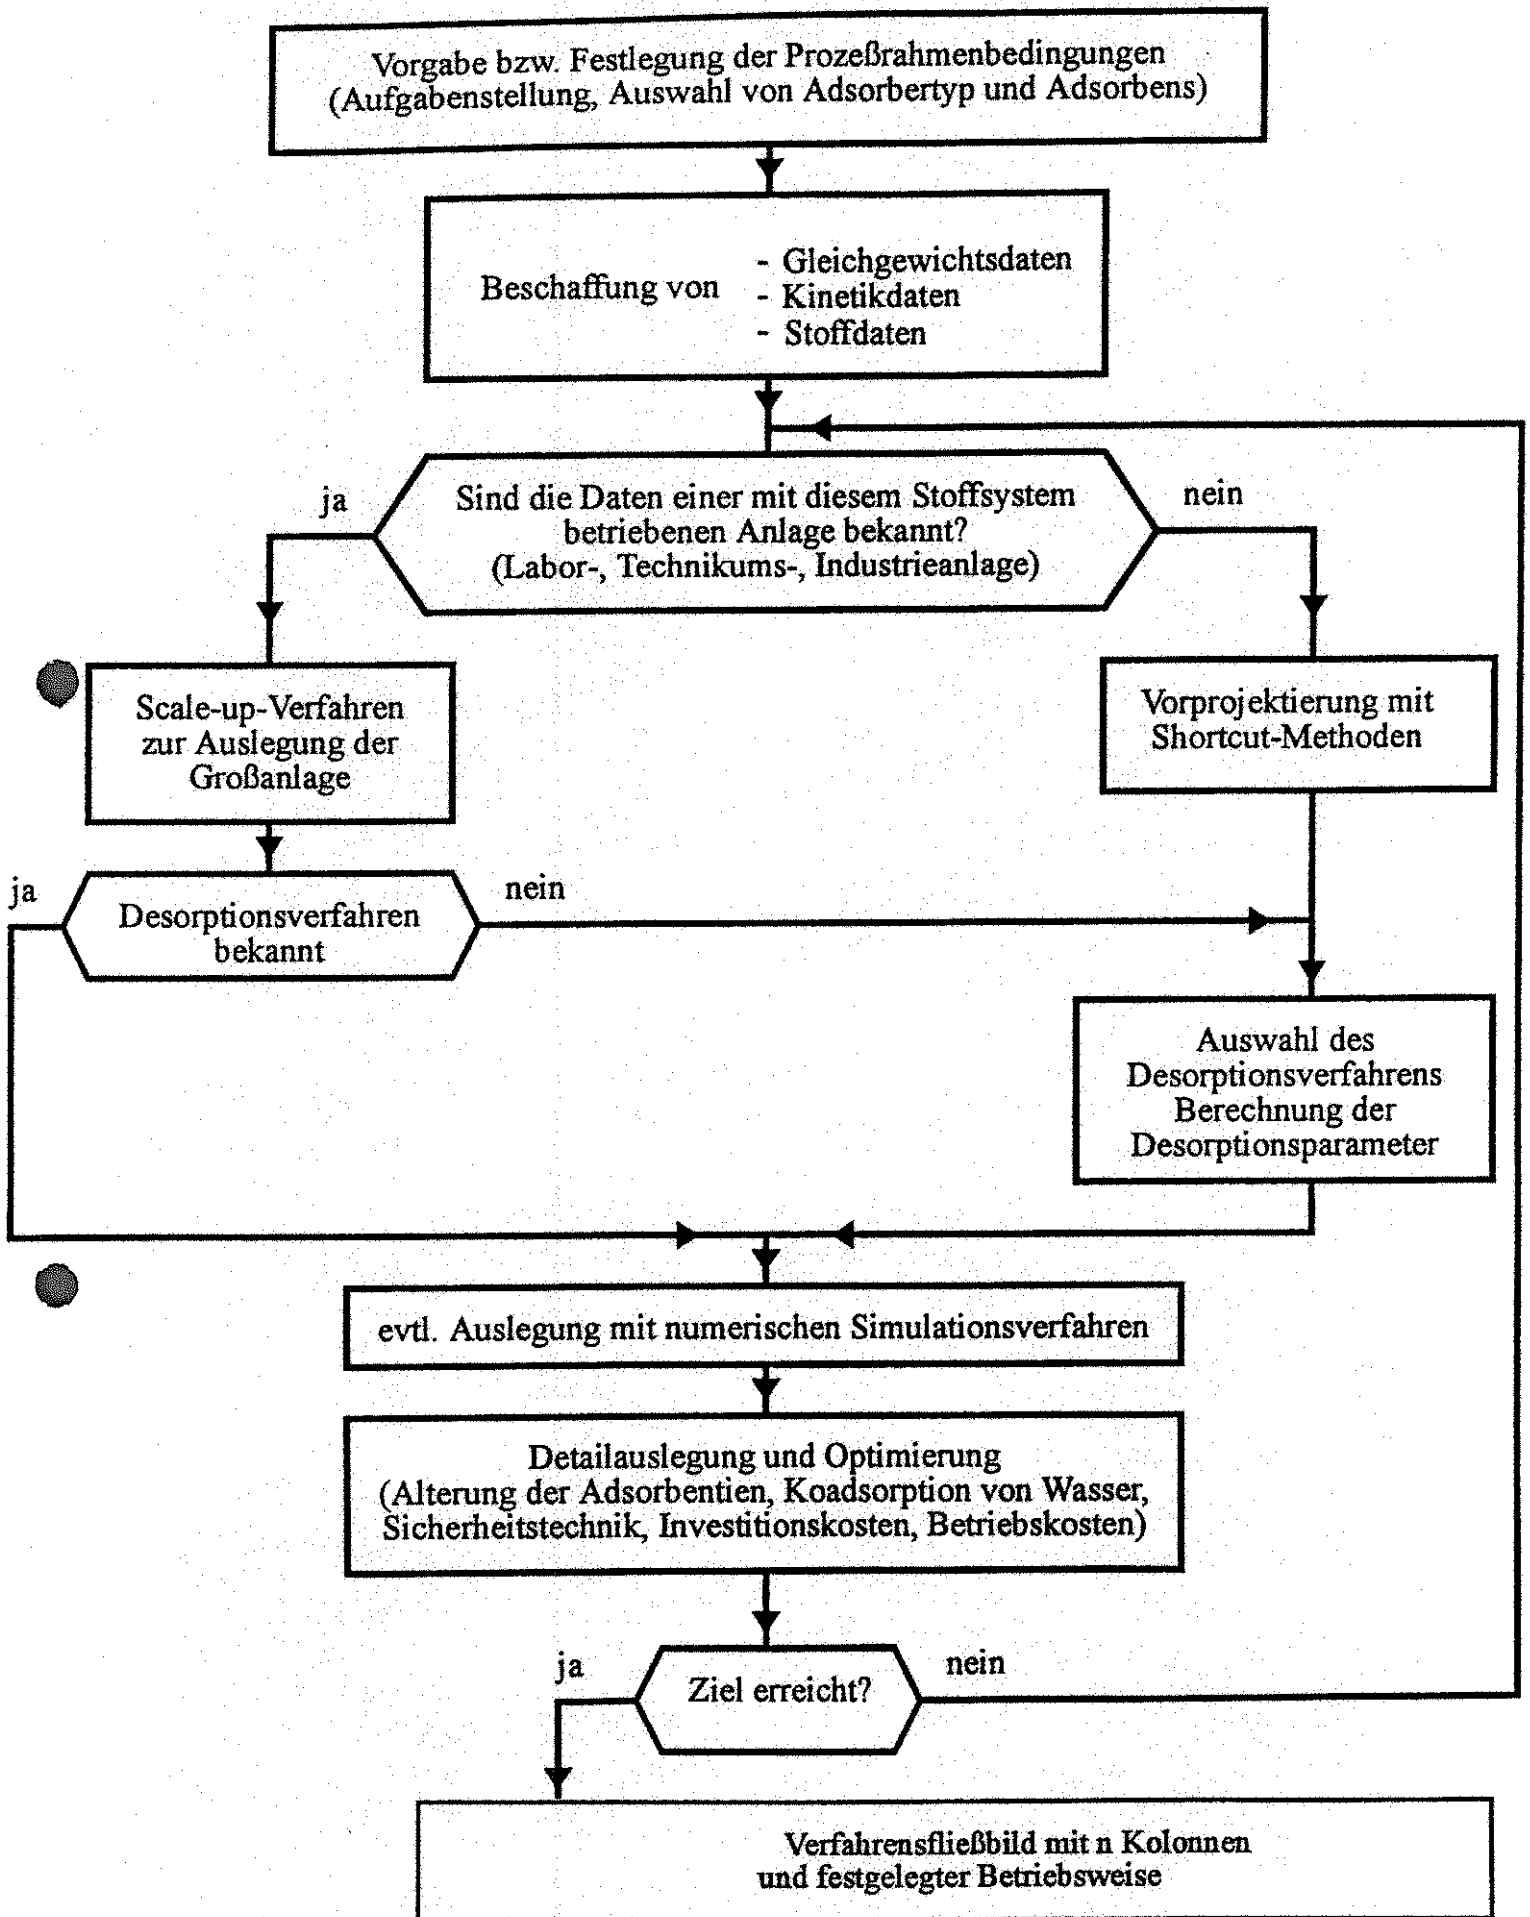 Vorgabe bzw. Festlegung der Prozeßrahmenbedingungen
(Aufgabenstellung, Auswahl von Adsorbertyp und Adsorbens)
Beschaffung von
- Gleichgewichtsdaten
- Kinetikdaten
- Stoffdaten
ja
Sind die Daten einer mit diesem Stoffsystem
betriebenen Anlage bekannt?
(Labor-, Technikums-, Industrieanlage)
nein
Scale-up-Verfahren
zur Auslegung der
Großanlage
Vorprojektierung mit
Shortcut-Methoden
ja
Desorptionsverfahren
bekannt
nein
Auswahl des
Desorptionsverfahrens
Berechnung der
Desorptionsparameter
evtl. Auslegung mit numerischen Simulationsverfahren
Detailauslegung und Optimierung
(Alterung der Adsorbentien, Koadsorption von Wasser,
Sicherheitstechnik, Investitionskosten, Betriebskosten)
ja
Ziel erreicht?
nein
Verfahrensfließbild mit n Kolonnen
und festgelegter Betriebsweise